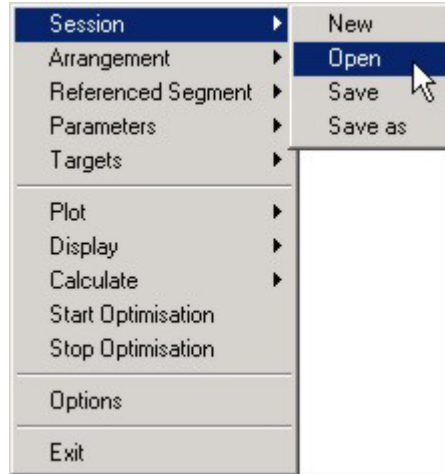 Session
Arrangement
Referenced Segment
Parameters
Targets
Plot
Display
Calculate
Start Optimisation
Stop Optimisation
Options
Exit
New
Open
Save
Save as